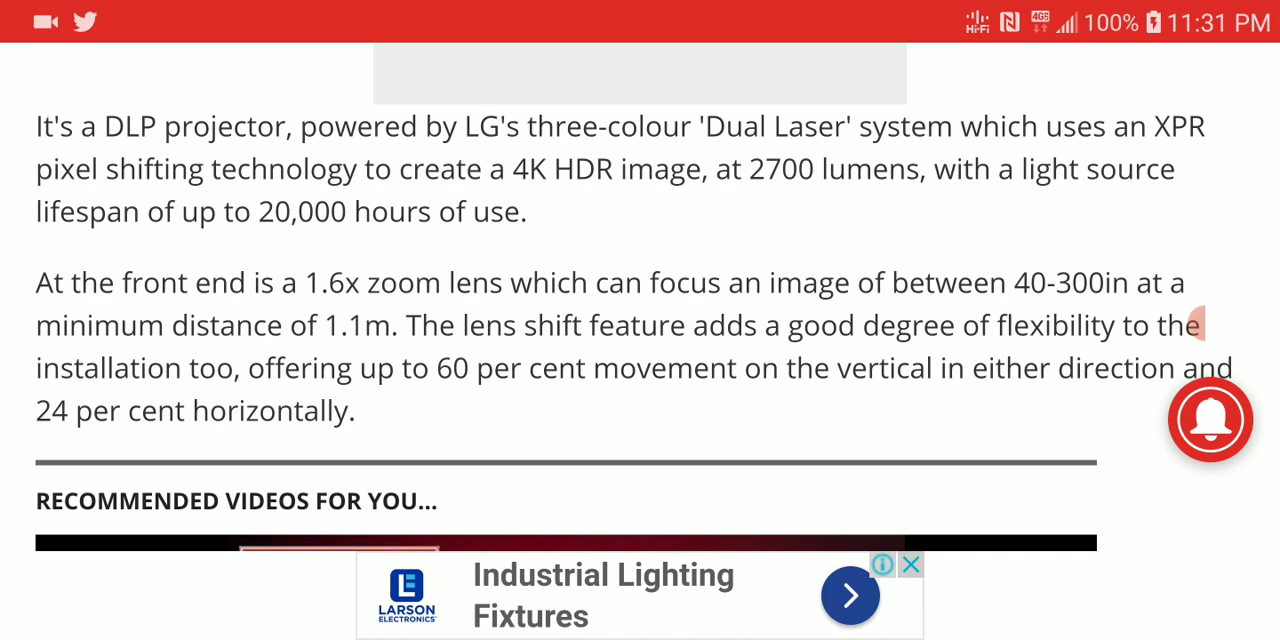 Hi-Fi 4GE 100% 11:31 PM
It's a DLP projector, powered by LG's three-colour 'Dual Laser' system which uses an XPR
pixel shifting technology to create a 4K HDR image, at 2700 lumens, with a light source
lifespan of up to 20,000 hours of use.
At the front end is a 1.6x zoom lens which can focus an image of between 40-300in at a
minimum distance of 1.1m. The lens shift feature adds a good degree of flexibility to the
installation too, offering up to 60 per cent movement on the vertical in either direction and
24 per cent horizontally.
RECOMMENDED VIDEOS FOR YOU...
LARSON
ELECTRONICS
Industrial Lighting
Fixtures